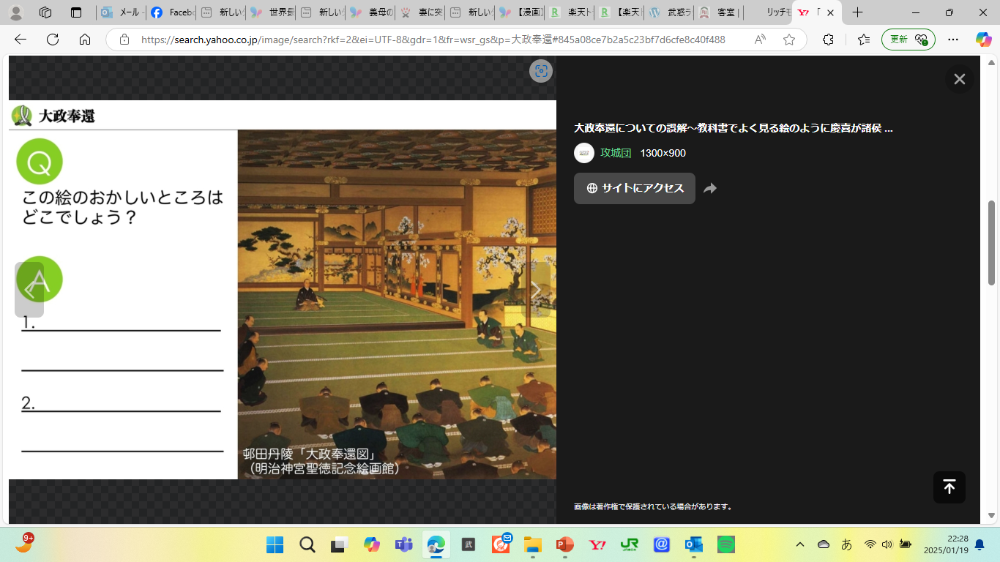 メール -
Facebo
新しい
世界長
新しい
義母の
妻に突
新しい
【漫画】
楽天ト
【楽天
武惑ラ
客室 |
リッチモ
「
https://search.yahoo.co.jp/image/search?rkf=2&ei=UTF-8&gdr=1&fr=wsr_gs&p=大政奉還#845a08ce7b2a5c23bf7d6cfe8c40f488
更新
大政奉還
Q
この絵のおかしいところは
どこでしょう？
A
1.
2.
邨田丹陵「大政奉還図」
（明治神宮聖徳記念絵画館）
大政奉還についての誤解～教科書でよく見る絵のように慶喜が諸侯 ...
攻城団 1300×900
サイトにアクセス
画像は著作権で保護されている場合があります。
9+
武
Y!
JR
あ
22:28
2025/01/19